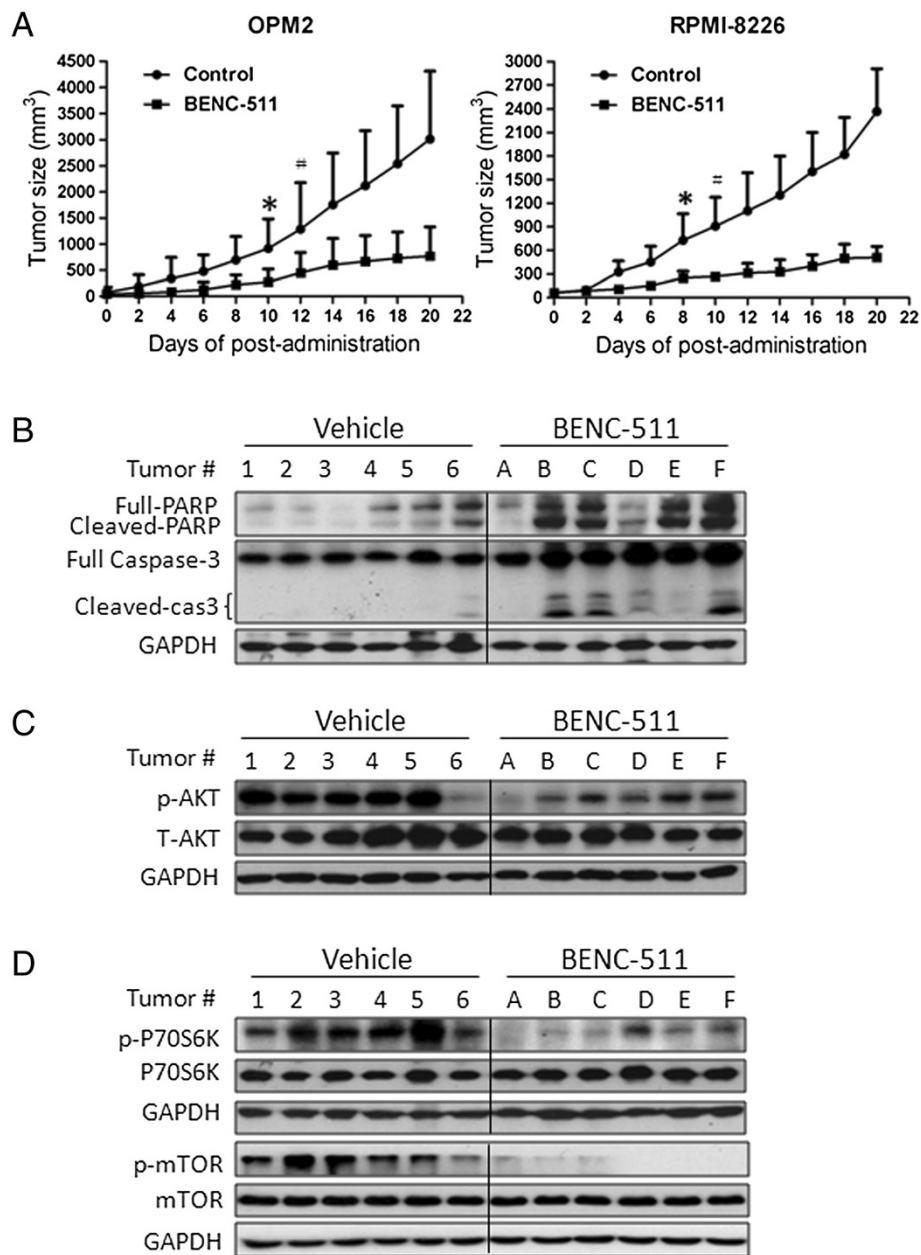 A
OPM2
RPMI-8226
Tumor size (mm3)
4500
4000
3500
3000
2500
2000
1500
1000
500
0
Control
BENC-511
*
#
0 2 4 6 8 10 12 14 16 18 20 22
Days of post-administration
Tumor size (mm3)
3000
2700
2400
2100
1800
1500
1200
900
600
300
0
Control
BENC-511
*
#
0 2 4 6 8 10 12 14 16 18 20 22
Days of post-administration
B
Vehicle BENC-511
Tumor # 1 2 3 4 5 6 A B C D E F
Full-PARP
Cleaved-PARP
Full Caspase-3
Cleaved-cas3
GAPDH
C
Vehicle BENC-511
Tumor # 1 2 3 4 5 6 A B C D E F
p-AKT
T-AKT
GAPDH
D
Vehicle BENC-511
Tumor # 1 2 3 4 5 6 A B C D E F
p-P70S6K
P70S6K
GAPDH
p-mTOR
mTOR
GAPDH